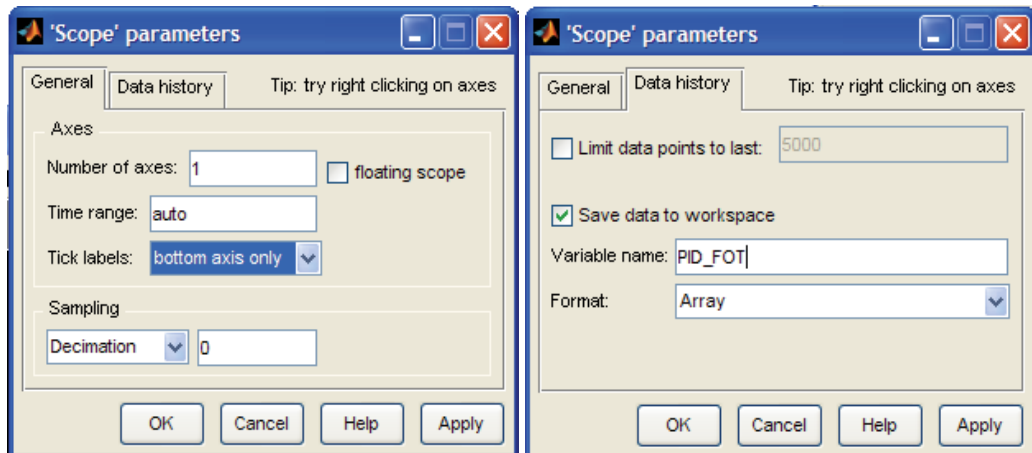 'Scope' parameters
General Data history Tip: try right clicking on axes
Axes
Number of axes: 1 floating scope
Time range: auto
Tick labels: bottom axis only
Sampling
Decimation 0
OK Cancel Help Apply
'Scope' parameters
General Data history Tip: try right clicking on axes
Limit data points to last: 5000
Save data to workspace
Variable name: PID_FOT
Format: Array
OK Cancel Help Apply